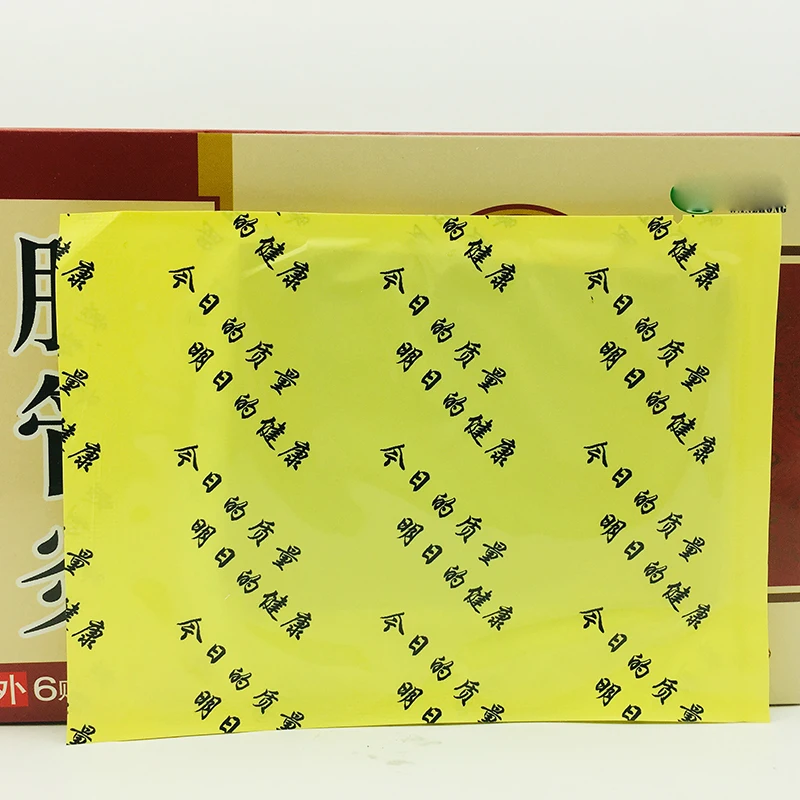 康
的健康
的健康
的健康
今日的质量
明日的健康
今日的质量
明日的健康
今日的质量
明日的健康
量
康
今日的质量
明日的健康
今日的质量
明日的健康
今日的质量
明日的健康
量
康
今日的质量
明日
今日的质量
明日的
今日的质量
明日的
量
外 6